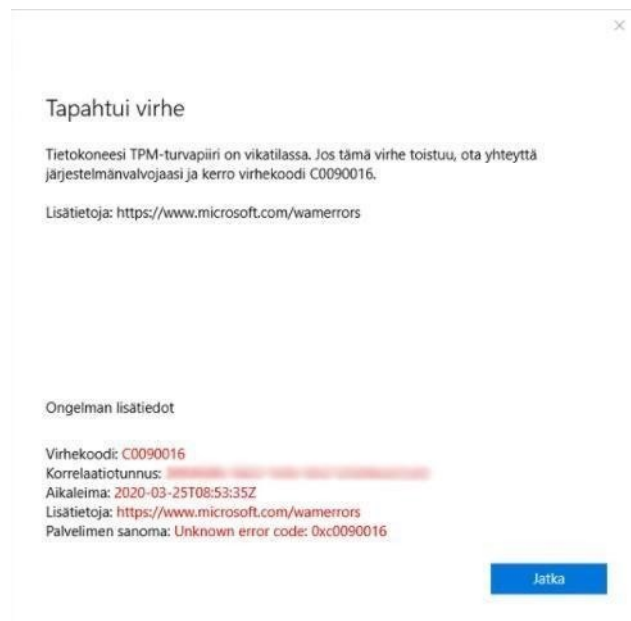 Tapahtui virhe
Tietokoneesi TPM-turvapiiri on vikatilassa. Jos tämä virhe toistuu, ota yhteyttä
järjestelmänvalvojaasi ja kerro virhekoodi C0090016.
Lisätietoja: https://www.microsoft.com/wamerrors
Ongelman lisätiedot
Virhekoodi: C0090016
Korrelaatiotunnus:
Aikaleima: 2020-03-25T08:53:35Z
Lisätietoja: https://www.microsoft.com/wamerrors
Palvelimen sanoma: Unknown error code: 0xc0090016
Jatka